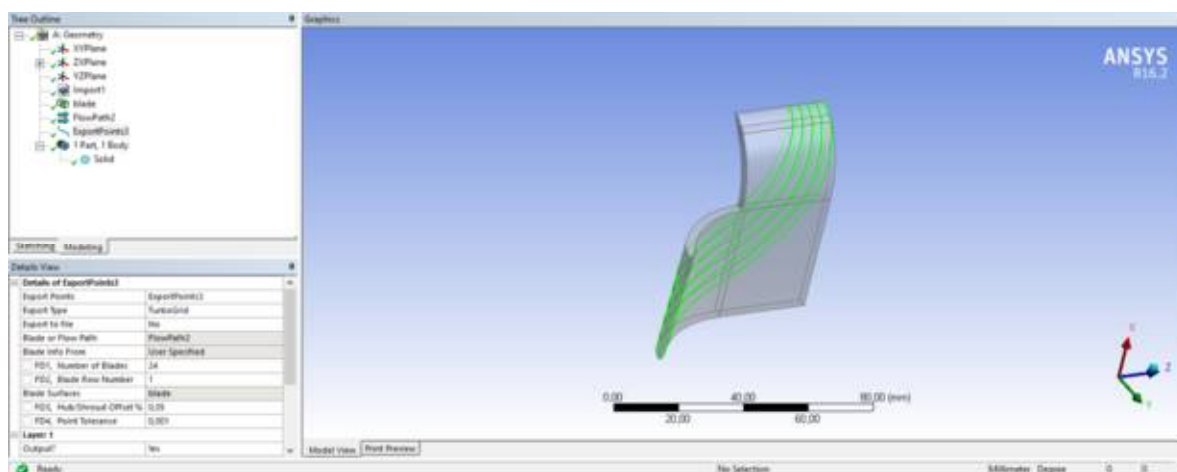 Tree Outline
A: Geometry
XYPlane
ZXPlane
YZPlane
Import1
blade
FlowPath2
ExportPoints3
1 Part, 1 Body
Solid
Sketching Modeling
Details View
Details of ExportPoints3
Export Points ExportPoints3
Export Type TurboGrid
Export to file No
Blade or Flow Path FlowPath2
Blade Info From User Specified
FD1, Number of Blades 24
FD2, Blade Row Number 1
Blade Surfaces blade
FD3, Hub/Shroud Offset % 0,05
FD4, Point Tolerance 0,001
Layer 1
Output? Yes
Graphics
ANSYS
R16.2
0,00 40,00 80,00 (mm)
20,00 60,00
Z
Model View Print Preview
Ready No Selection Millimeter Degree 0 0